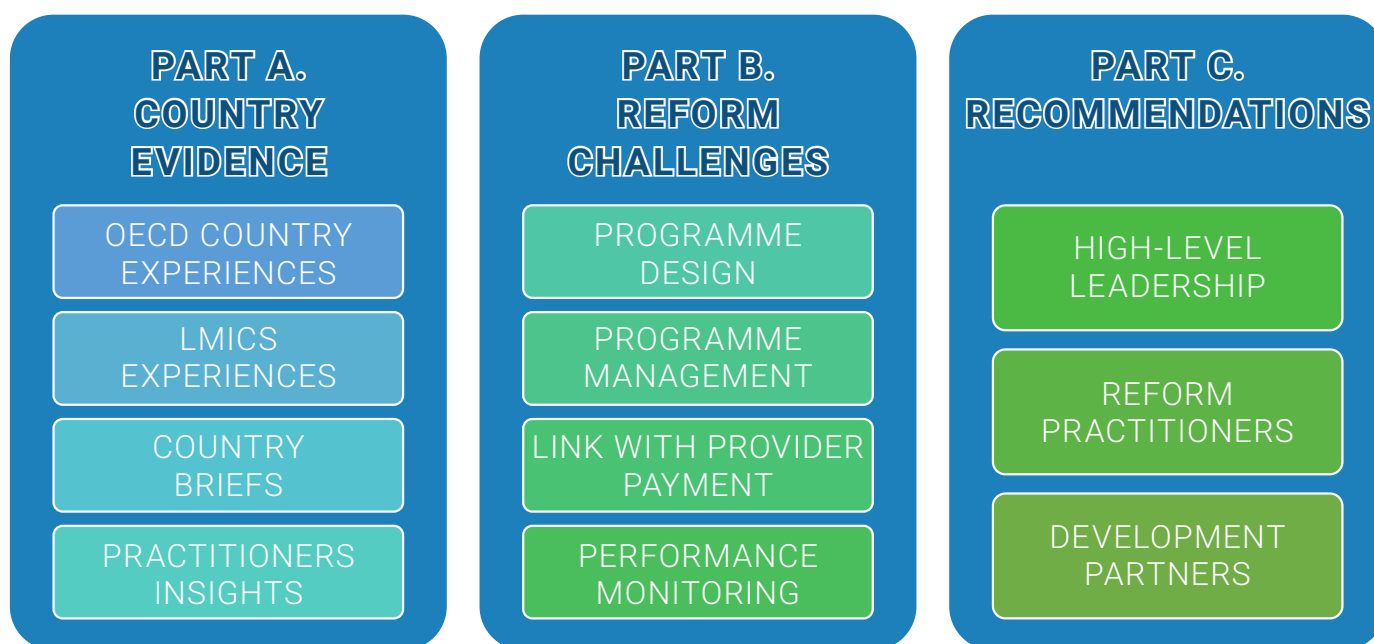 PART A.
COUNTRY
EVIDENCE
OECD COUNTRY
EXPERIENCES
LMICS
EXPERIENCES
COUNTRY
BRIEFS
PRACTITIONERS
INSIGHTS
PART B.
REFORM
CHALLENGES
PROGRAMME
DESIGN
PROGRAMME
MANAGEMENT
LINK WITH PROVIDER
PAYMENT
PERFORMANCE
MONITORING
PART C.
RECOMMENDATIONS
HIGH-LEVEL
LEADERSHIP
REFORM
PRACTITIONERS
DEVELOPMENT
PARTNERS